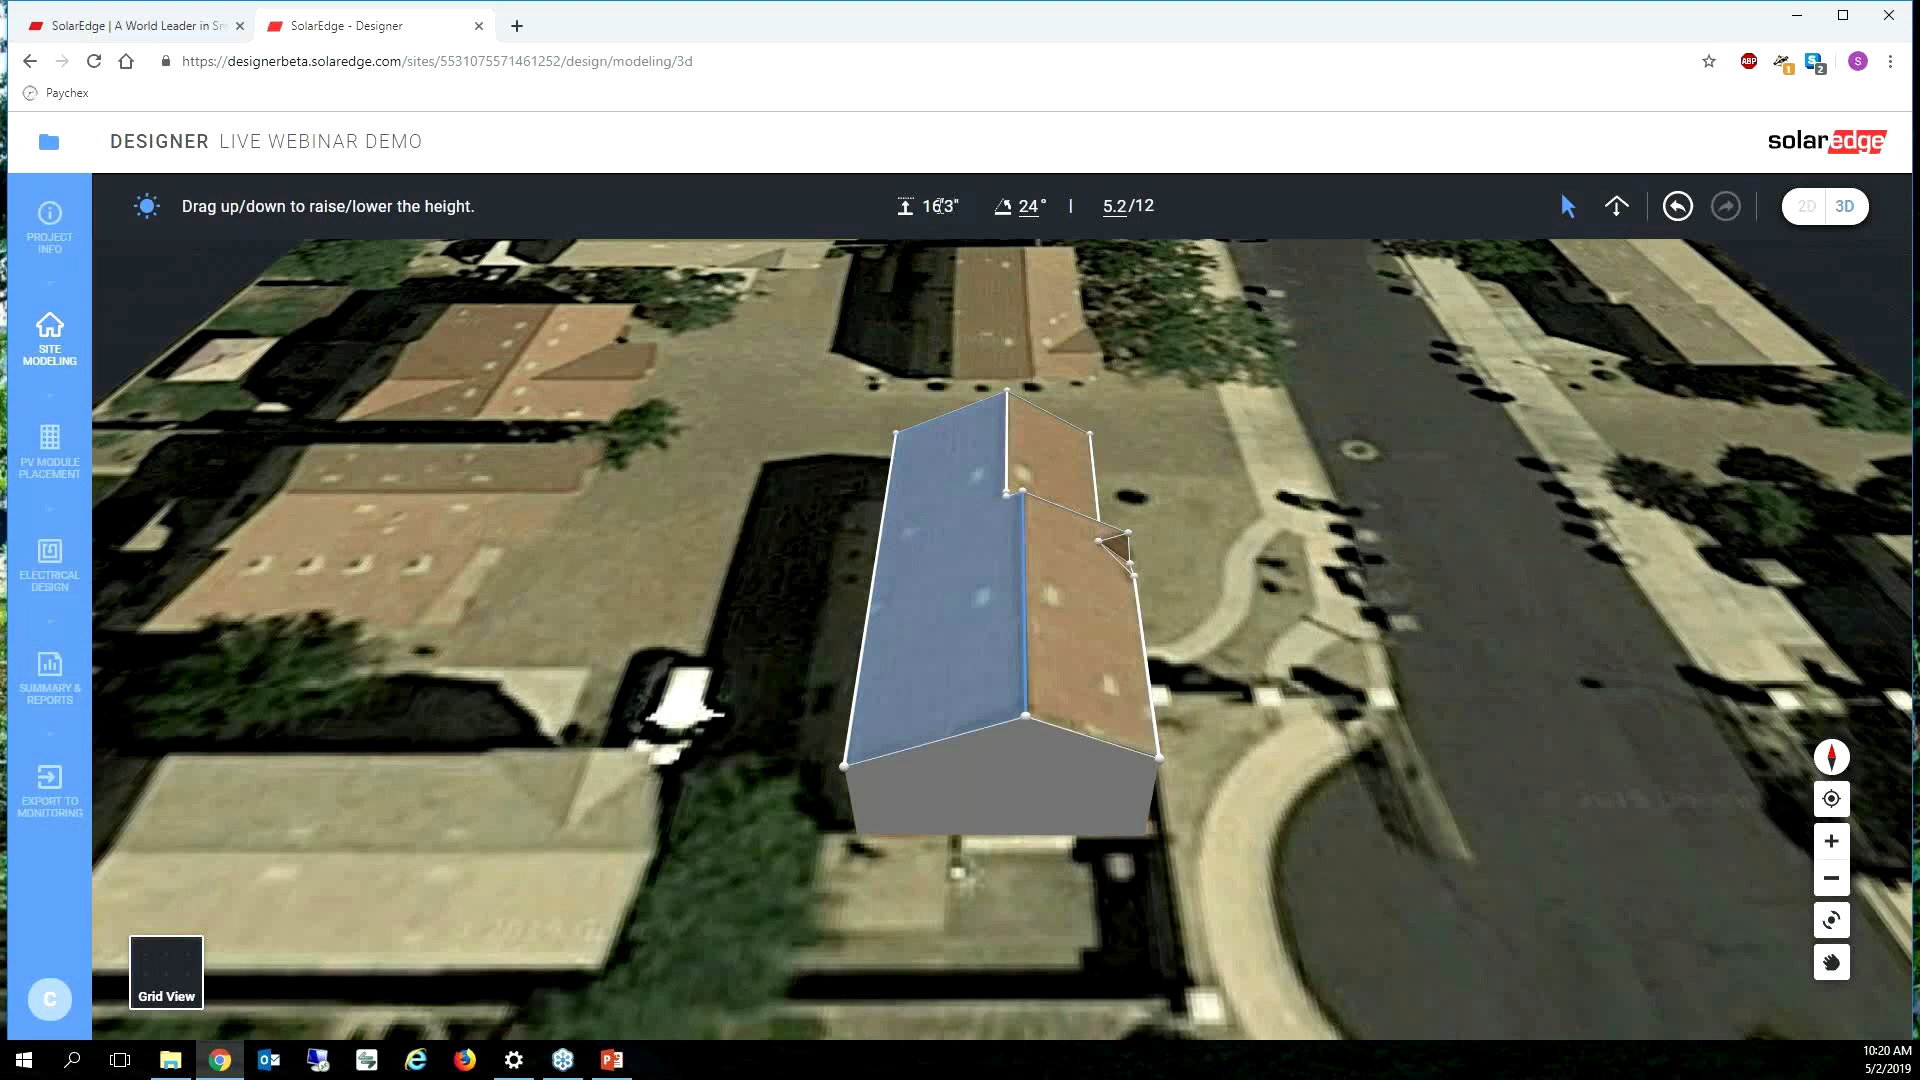 SolarEdge | A World Leader in Sm
SolarEdge - Designer
https://designerbeta.solaredge.com/sites/5531075571461252/design/modeling/3d
ABP
1
2
S
Paychex
DESIGNER LIVE WEBINAR DEMO
solaredge
Drag up/down to raise/lower the height.
16'3"
24°
|
5.2/12
2D
3D
PROJECT
INFO
SITE
MODELING
PV MODULE
PLACEMENT
ELECTRICAL
DESIGN
SUMMARY &
REPORTS
EXPORT TO
MONITORING
C
Grid View
10:20 AM
5/2/2019